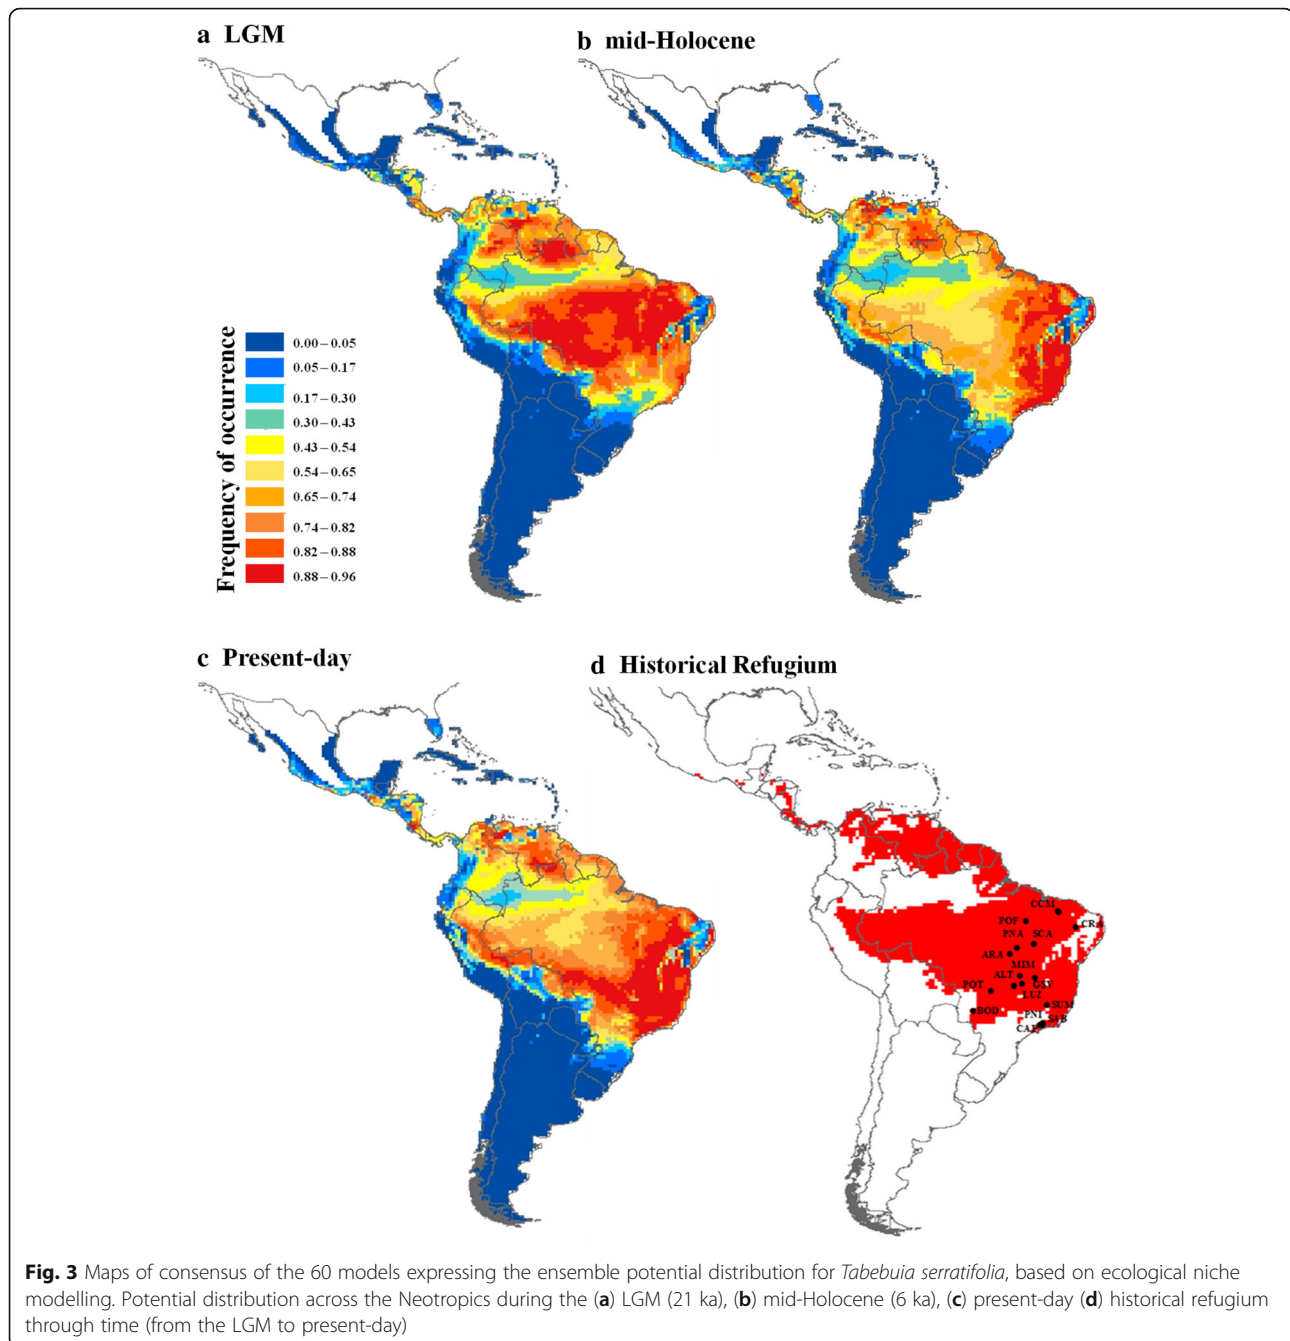 a LGM
b mid-Holocene
Frequency of occurrence
0.00–0.05
0.05–0.17
0.17–0.30
0.30–0.43
0.43–0.54
0.54–0.65
0.65–0.74
0.74–0.82
0.82–0.88
0.88–0.96
c Present-day
d Historical Refugium
CCM
POF
CRA
PNA SCA
ARA
MIM
ALT
GSV
POT
LUZ
SUM
BOD
PNI
SAB
Fig. 3 Maps of consensus of the 60 models expressing the ensemble potential distribution for Tabebuia serratifolia, based on ecological niche
modelling. Potential distribution across the Neotropics during the (a) LGM (21 ka), (b) mid-Holocene (6 ka), (c) present-day (d) historical refugium
through time (from the LGM to present-day)